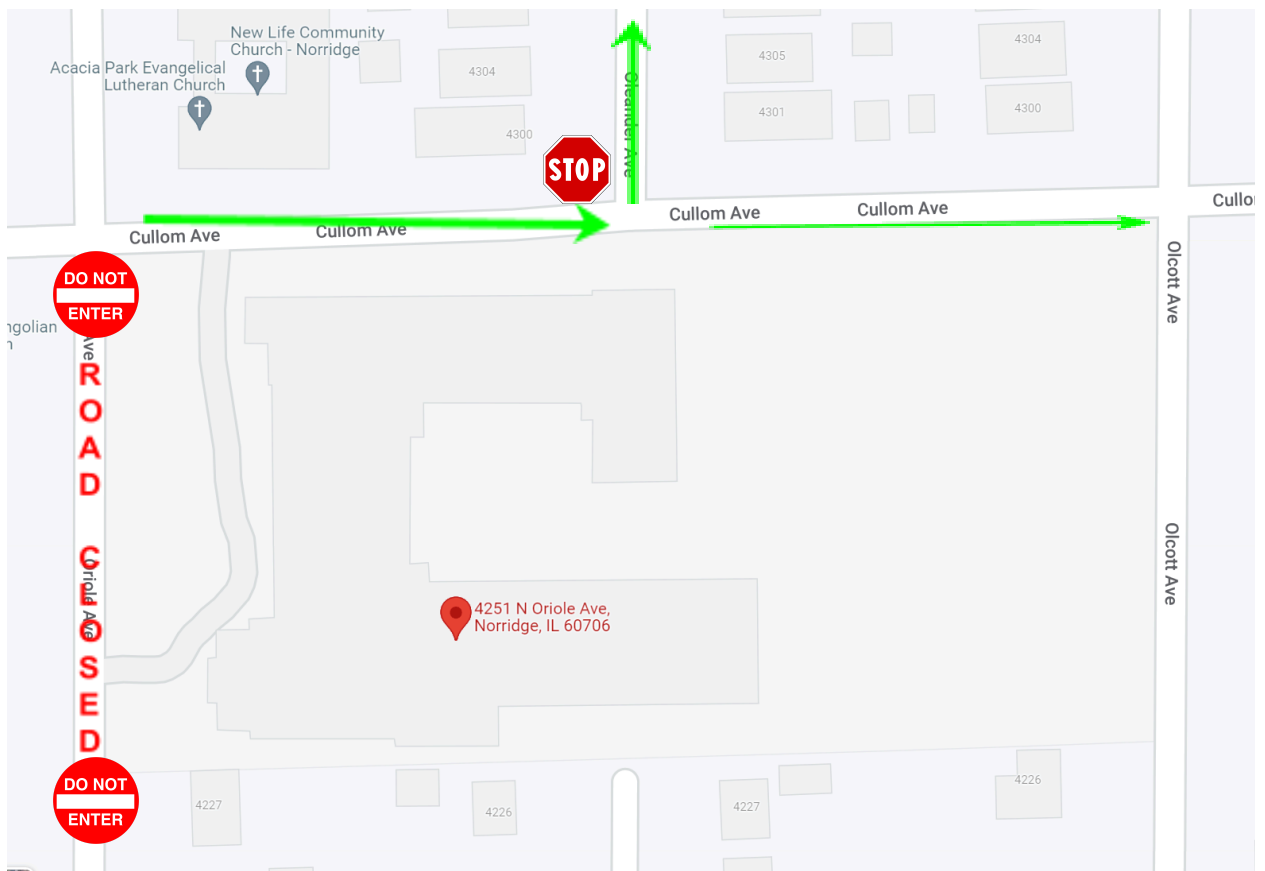 New Life Community
Church - Norridge
Acacia Park Evangelical
Lutheran Church
4304
4300
STOP
Oleander Ave
4305
4301
4304
4300
Cullom Ave
Cullom Ave
Cullom Ave
Cullom Ave
Cullo
DO NOT
ENTER
ngolian
n
Ave
ROAD CLOSED
Oriole Ave
Olcott Ave
Olcott Ave
4251 N Oriole Ave,
Norridge, IL 60706
DO NOT
ENTER
4227
4226
4227
4226